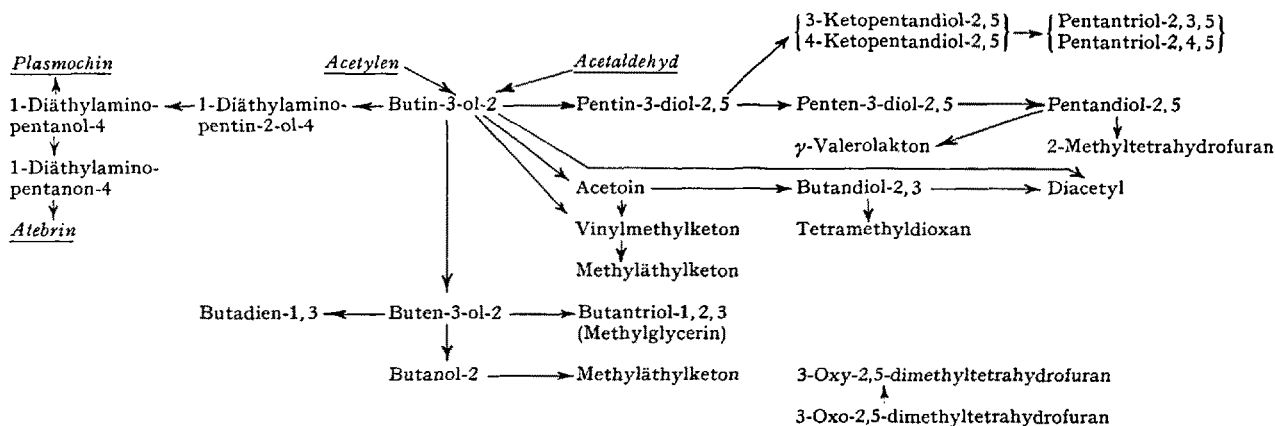 3-Ketopentandiol-2,5 Pentantriol-2,3,5
4-Ketopentandiol-2,5 Pentantriol-2,4,5
Plasmochin Acetylen Acetaldehyd
1-Diäthylamino- 1-Diäthylamino- Butin-3-ol-2 Pentin-3-diol-2,5 Penten-3-diol-2,5 Pentandiol-2,5
pentanol-4 pentin-2-ol-4
γ-Valerolakton 2-Methyltetrahydrofuran
1-Diäthylamino-
pentanon-4 Acetoin Butandiol-2,3 Diacetyl
Atebrin Vinylmethylketon Tetramethyldioxan
Methyläthylketon
Butadien-1,3 Buten-3-ol-2 Butantriol-1,2,3
(Methylglycerin)
Butanol-2 Methyläthylketon 3-Oxy-2,5-dimethyltetrahydrofuran
3-Oxo-2,5-dimethyltetrahydrofuran